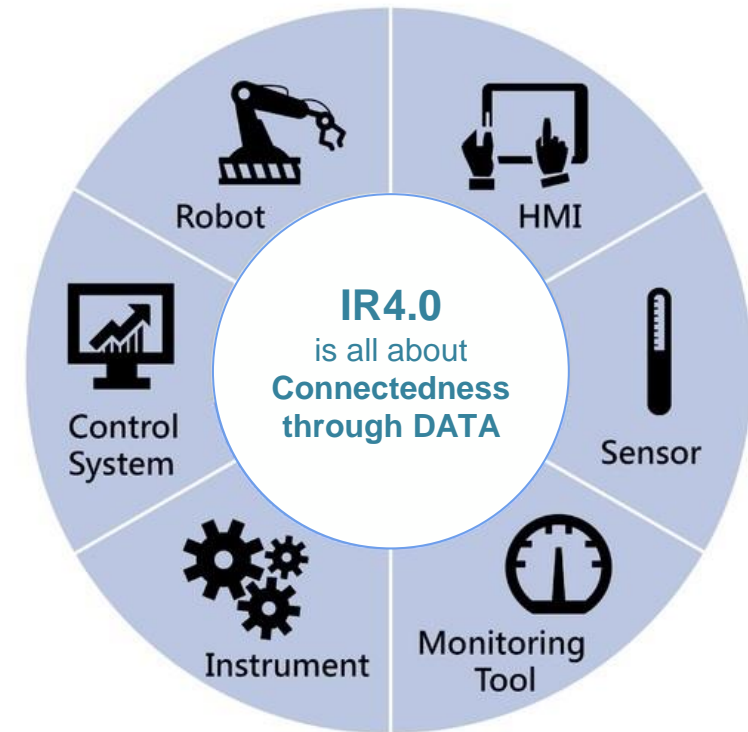 Robot
HMI
IR4.0
is all about
Connectedness
through DATA
Control
System
Sensor
Instrument
Monitoring
Tool